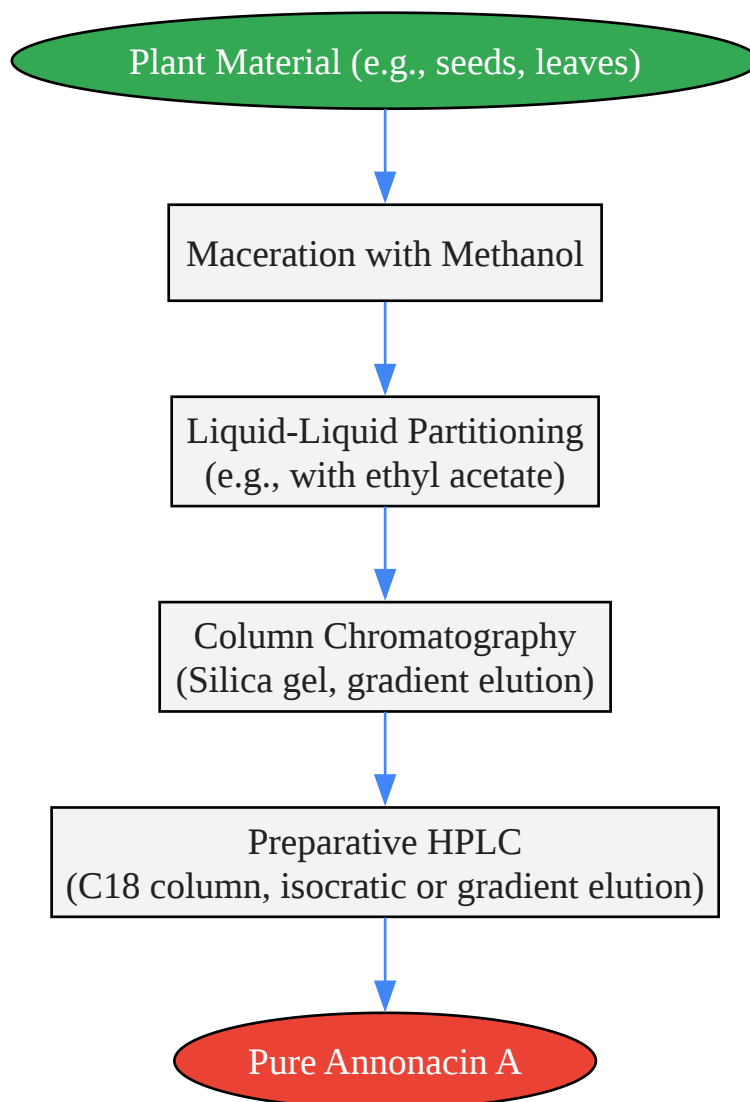 Plant Material (e.g., seeds, leaves)
Maceration with Methanol
Liquid-Liquid Partitioning
(e.g., with ethyl acetate)
Column Chromatography
(Silica gel, gradient elution)
Preparative HPLC
(C18 column, isocratic or gradient elution)
Pure Annonacin A